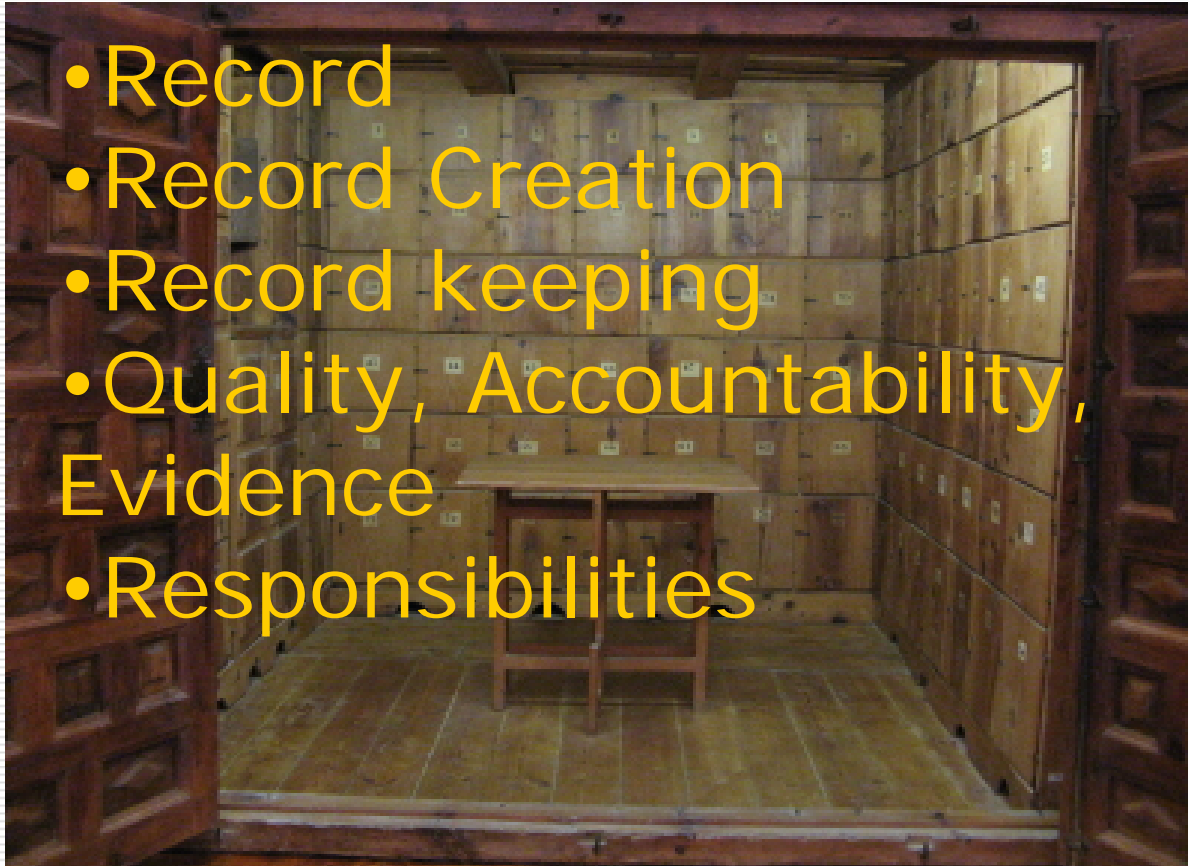 •Record
•Record Creation
•Record keeping
•Quality, Accountability,
Evidence
•Responsibilities